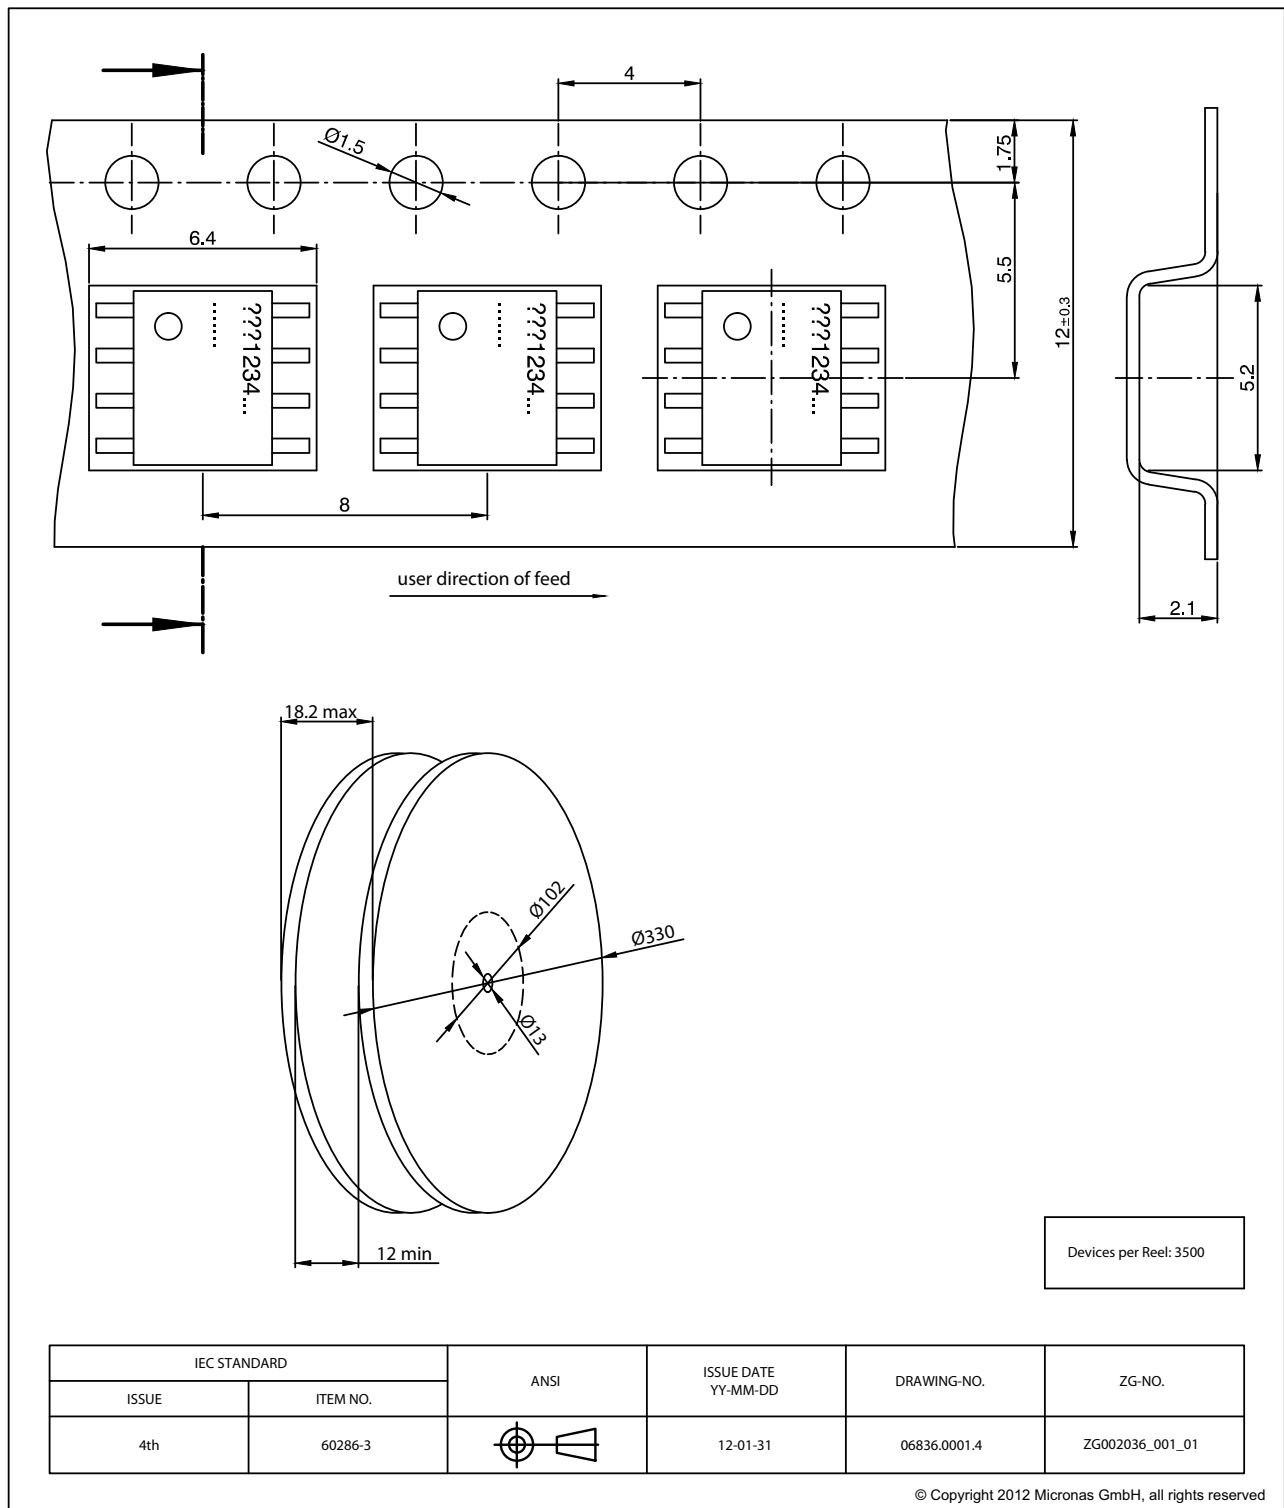 4
Ø1.5
1.75
6.4
5.5
12±0.3
5.2
???1234...
......
???1234...
......
???1234...
......
8
user direction of feed
2.1
18.2 max
Ø102
Ø330
Ø13
12 min
Devices per Reel: 3500
IEC STANDARD
ANSI
ISSUE DATE
YY-MM-DD
DRAWING-NO.
ZG-NO.
ISSUE
ITEM NO.
4th
60286-3
12-01-31
06836.0001.4
ZG002036_001_01
© Copyright 2012 Micronas GmbH, all rights reserved